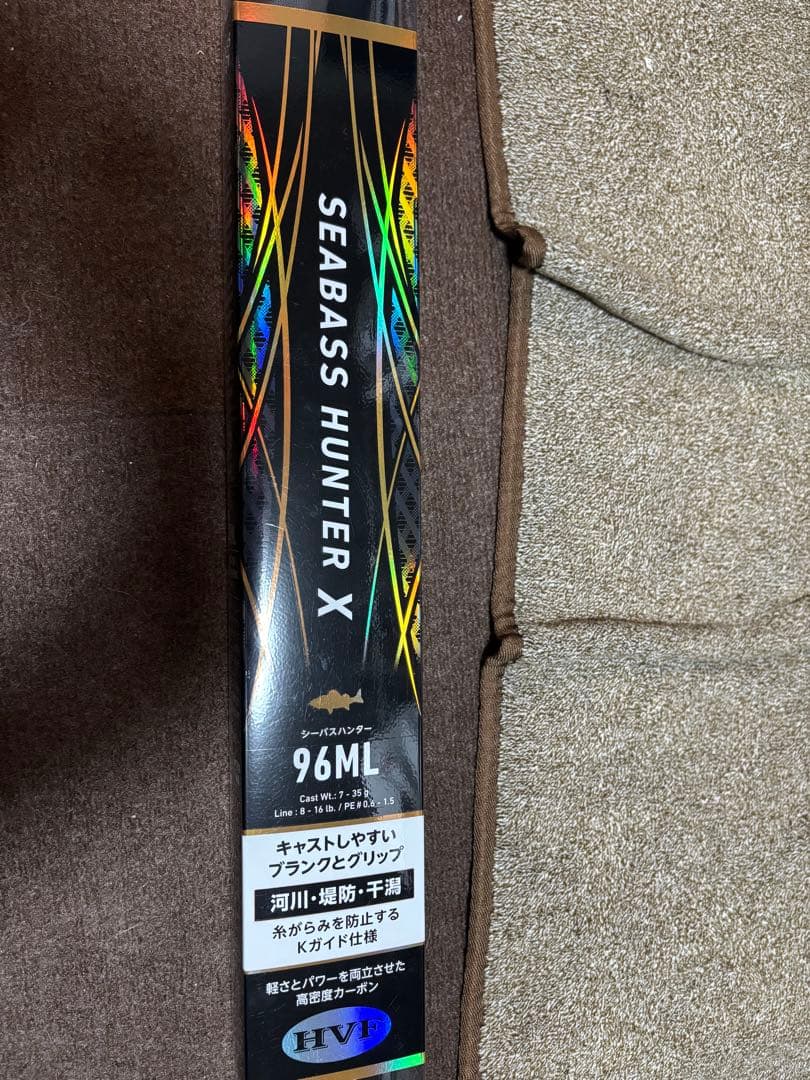 SEABASS HUNTER X
シーバスハンター
96ML
Cast Wt.: 7 - 35 g
Line : 8 - 16 lb. / PE # 0.6 - 1.5
キャストしやすい
ブランクとグリップ
河川・堤防・干潟
糸がらみを防止する
Kガイド仕様
軽さとパワーを両立させた
高密度カーボン
HVF